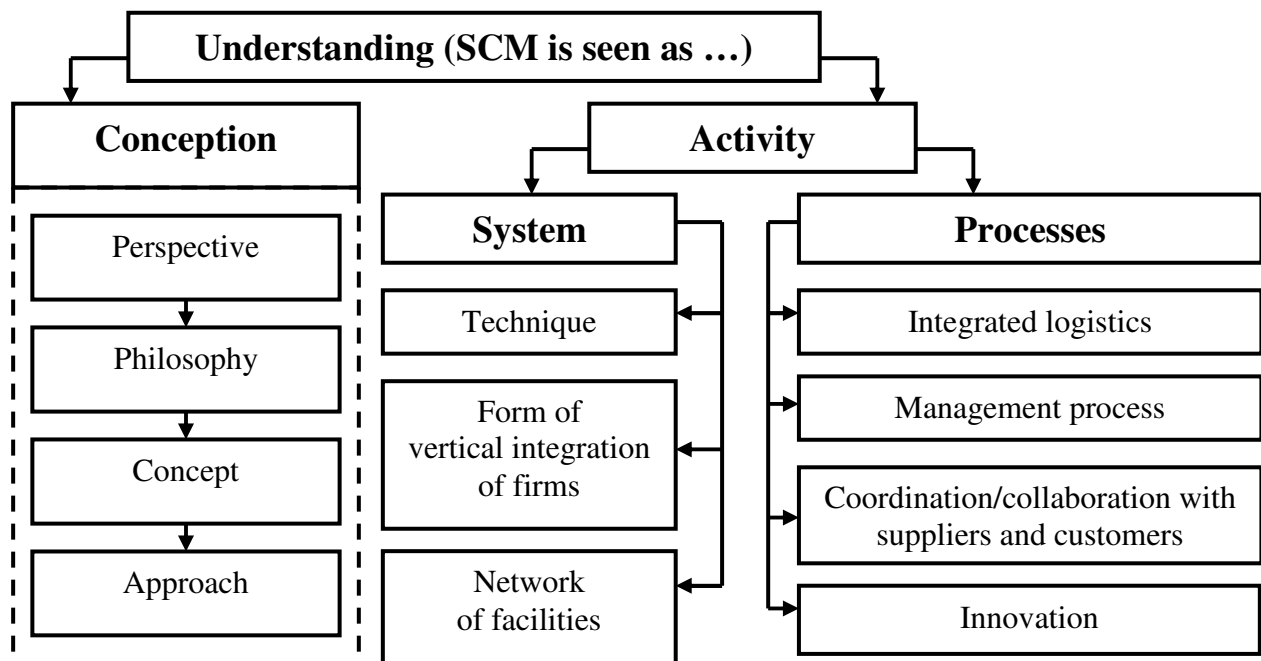 Understanding (SCM is seen as …)
Conception
Perspective
Philosophy
Concept
Approach
Activity
System
Technique
Form of
vertical integration
of firms
Network
of facilities
Processes
Integrated logistics
Management process
Coordination/collaboration with
suppliers and customers
Innovation